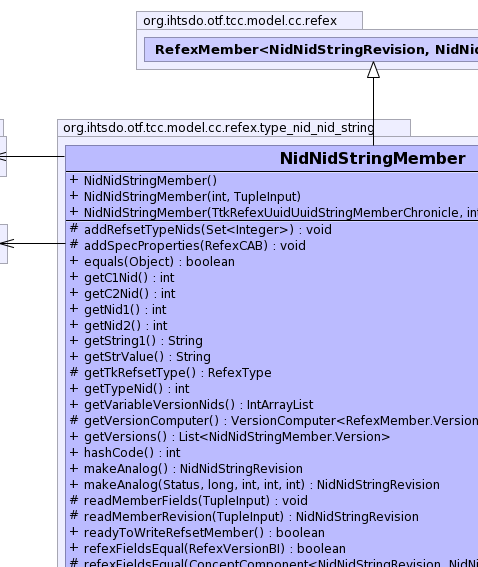 org.ihtsdo.otf.tcc.model.cc.refex
RefexMember<NidNidStringRevision, NidNid
org.ihtsdo.otf.tcc.model.cc.refex.type_nid_nid_string
NidNidStringMember
+ NidNidStringMember()
+ NidNidStringMember(int, TupleInput)
+ NidNidStringMember(TtkRefexUuidUuidStringMemberChronicle, int
# addRefsetTypeNids(Set<Integer>) : void
# addSpecProperties(RefexCAB) : void
+ equals(Object) : boolean
+ getC1Nid() : int
+ getC2Nid() : int
+ getNid1() : int
+ getNid2() : int
+ getString1() : String
+ getStrValue() : String
# getTkRefsetType() : RefexType
+ getTypeNid() : int
+ getVariableVersionNids() : IntArrayList
# getVersionComputer() : VersionComputer<RefexMember.Version
+ getVersions() : List<NidNidStringMember.Version>
+ hashCode() : int
+ makeAnalog() : NidNidStringRevision
+ makeAnalog(Status, long, int, int, int) : NidNidStringRevision
# readMemberFields(TupleInput) : void
# readMemberRevision(TupleInput) : NidNidStringRevision
+ readyToWriteRefsetMember() : boolean
+ refexFieldsEqual(RefexVersionBI) : boolean
# refexFieldsEqual(ConceptComponent<NidNidStringRevision, NidNi